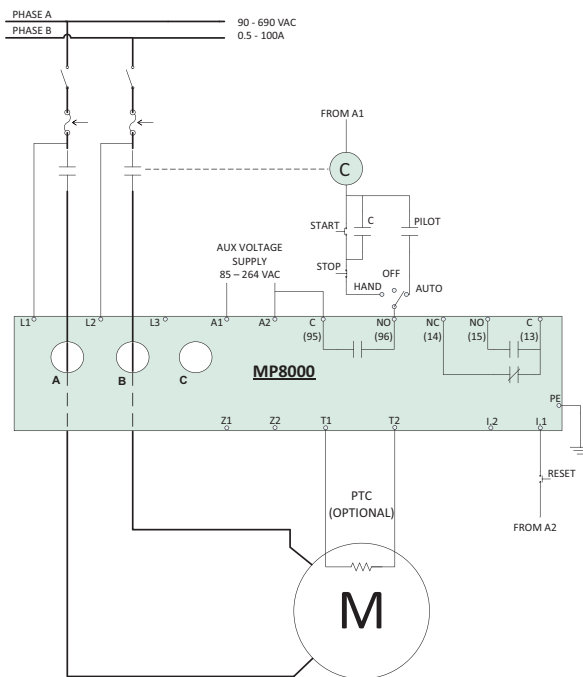 PHASE A
90 - 690 VAC
PHASE B
0.5 - 100A
FROM A1
C
START
C
PILOT
AUX VOLTAGE
SUPPLY
85 – 264 VAC
STOP
OFF
HAND
AUTO
L1
L2
L3
A1
A2
C
(95)
NO
(96)
NC
(14)
NO
(15)
C
(13)
A
B
C
MP8000
PE
Z1
Z2
T1
T2
I,2
I,1
RESET
PTC
(OPTIONAL)
FROM A2
M